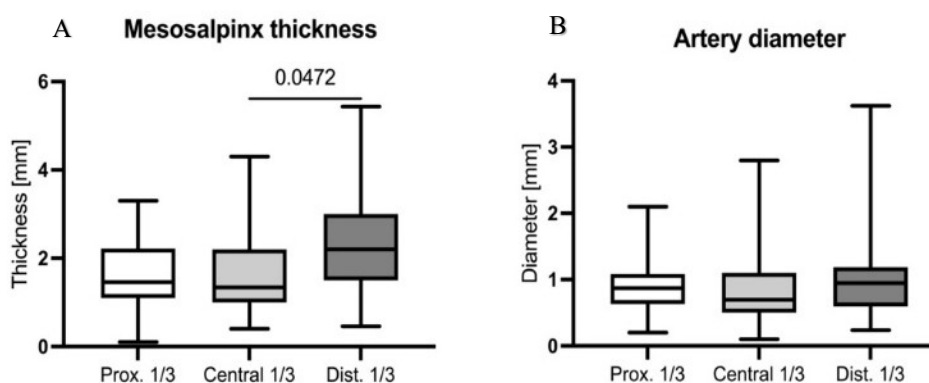 A
Mesosalpinx thickness
0.0472
6
4
2
0
Thickness [mm]
Prox. 1/3 Central 1/3 Dist. 1/3
B
Artery diameter
4
3
2
1
0
Diameter [mm]
Prox. 1/3 Central 1/3 Dist. 1/3